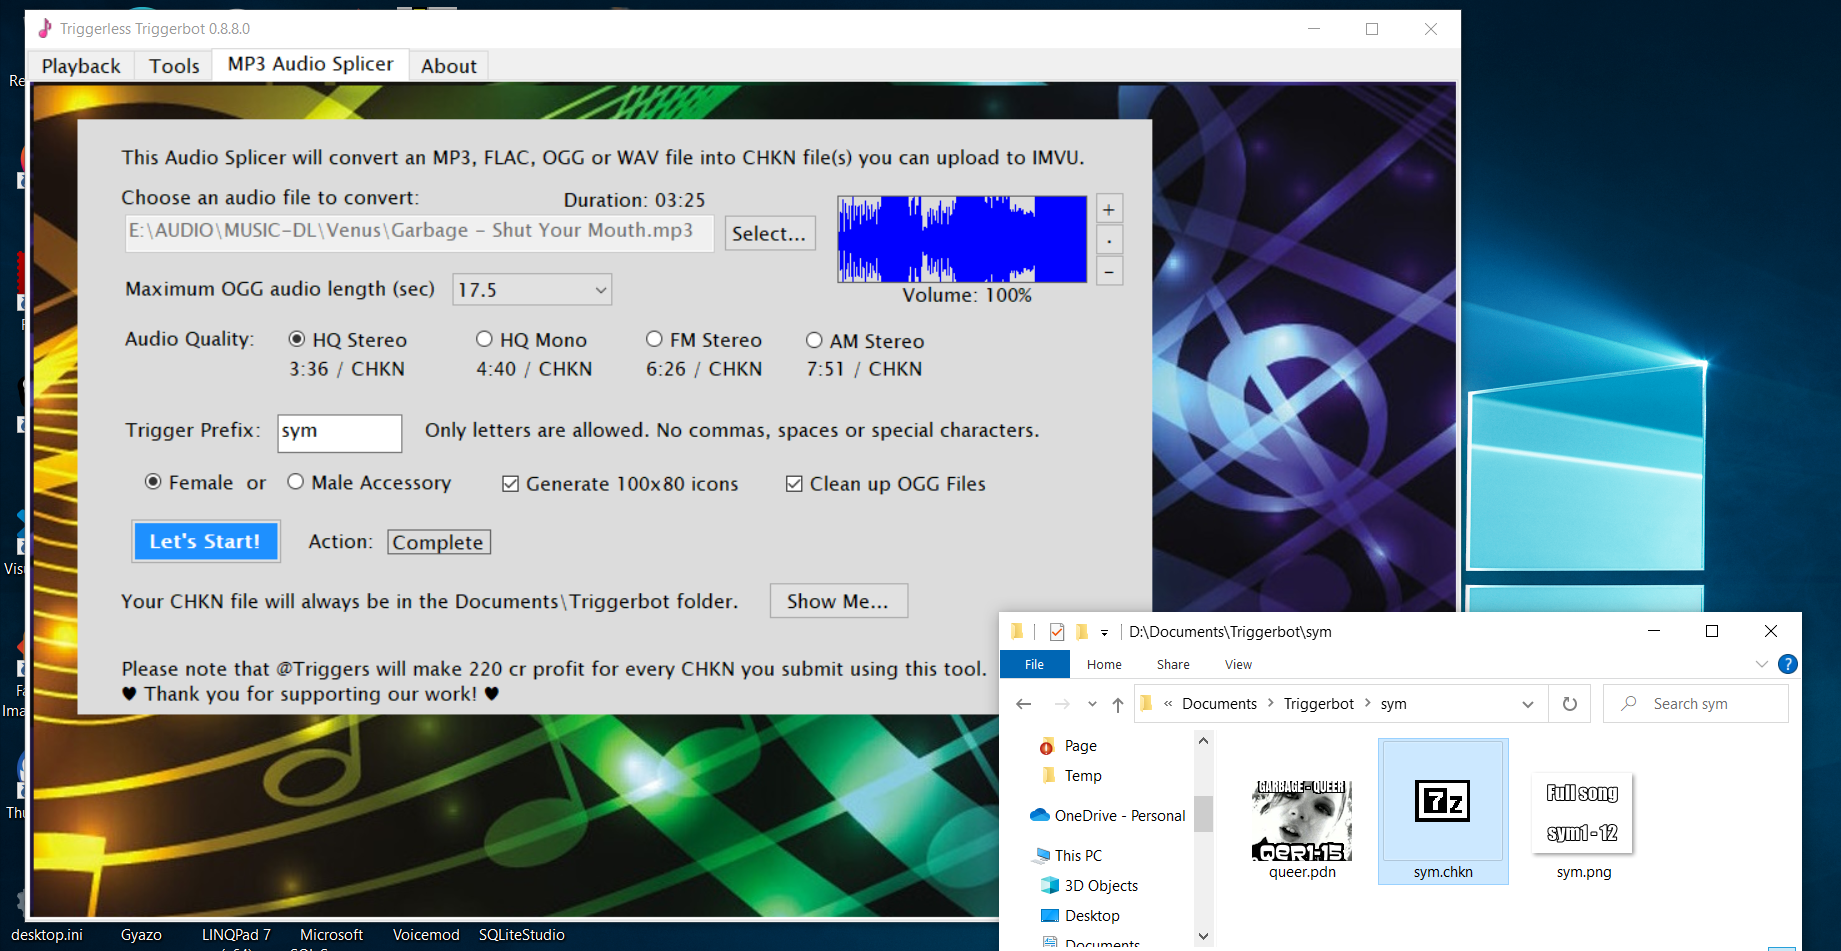 Triggerless Triggerbot 0.8.8.0
Playback
Tools
MP3 Audio Splicer
About
This Audio Splicer will convert an MP3, FLAC, OGG or WAV file into CHKN file(s) you can upload to IMVU.
Choose an audio file to convert:
Duration: 03:25
E:\AUDIO\MUSIC-DL\Venus\Garbage - Shut Your Mouth.mp3
Select...
+
.
-
Volume: 100%
Maximum OGG audio length (sec)
17.5
Audio Quality:
HQ Stereo
HQ Mono
FM Stereo
AM Stereo
3:36 / CHKN
4:40 / CHKN
6:26 / CHKN
7:51 / CHKN
Trigger Prefix:
sym
Only letters are allowed. No commas, spaces or special characters.
Female or
Male Accessory
Generate 100x80 icons
Clean up OGG Files
Let's Start!
Action:
Complete
Your CHKN file will always be in the Documents\Triggerbot folder.
Show Me...
Please note that @Triggers will make 220 cr profit for every CHKN you submit using this tool.
♥ Thank you for supporting our work! ♥
D:\Documents\Triggerbot\sym
File
Home
Share
View
?
« Documents > Triggerbot > sym
Search sym
Page
Temp
OneDrive - Personal
This PC
3D Objects
Desktop
Documents
GARBAGE - QUEER
QER1-15
queer.pdn
7z
sym.chkn
Full song
sym1-12
sym.png
desktop.ini
Gyazo
LINQPad 7
Microsoft
Voicemod
SQLiteStudio